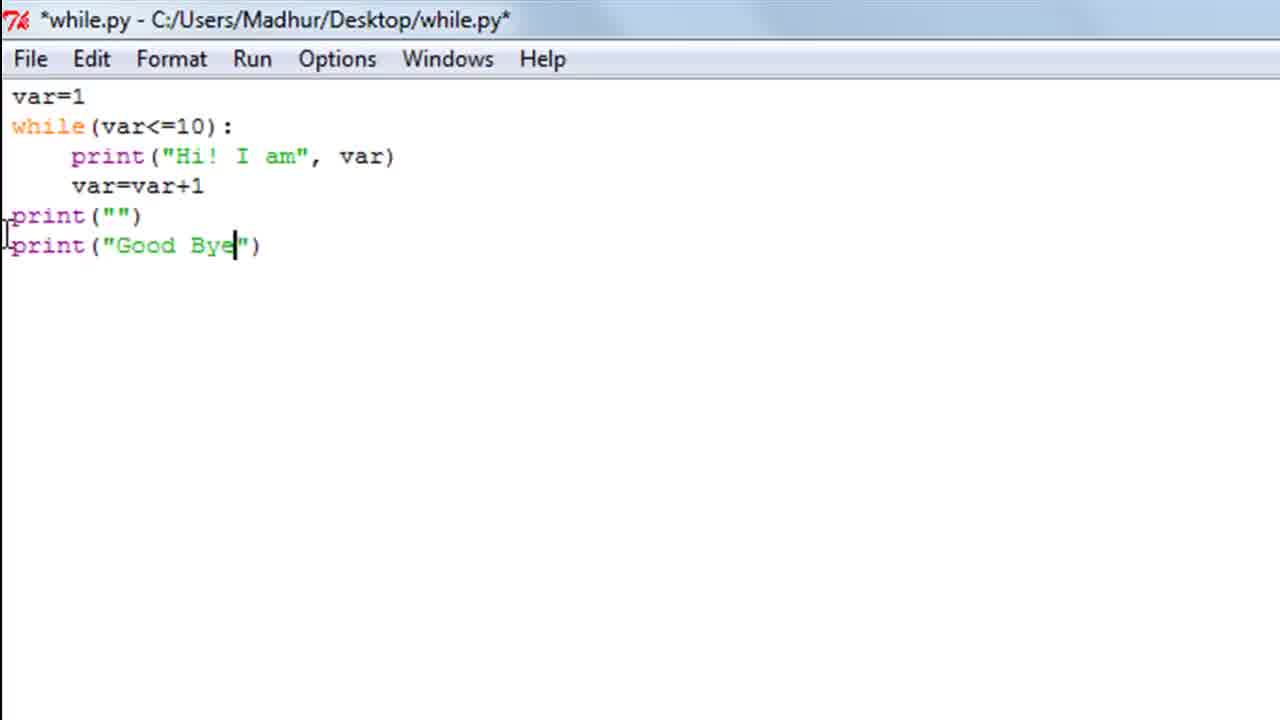 *while.py - C:/Users/Madhur/Desktop/while.py*
File Edit Format Run Options Windows Help
var=1
while(var<=10):
    print("Hi! I am", var)
    var=var+1
print("")
print("Good Bye")